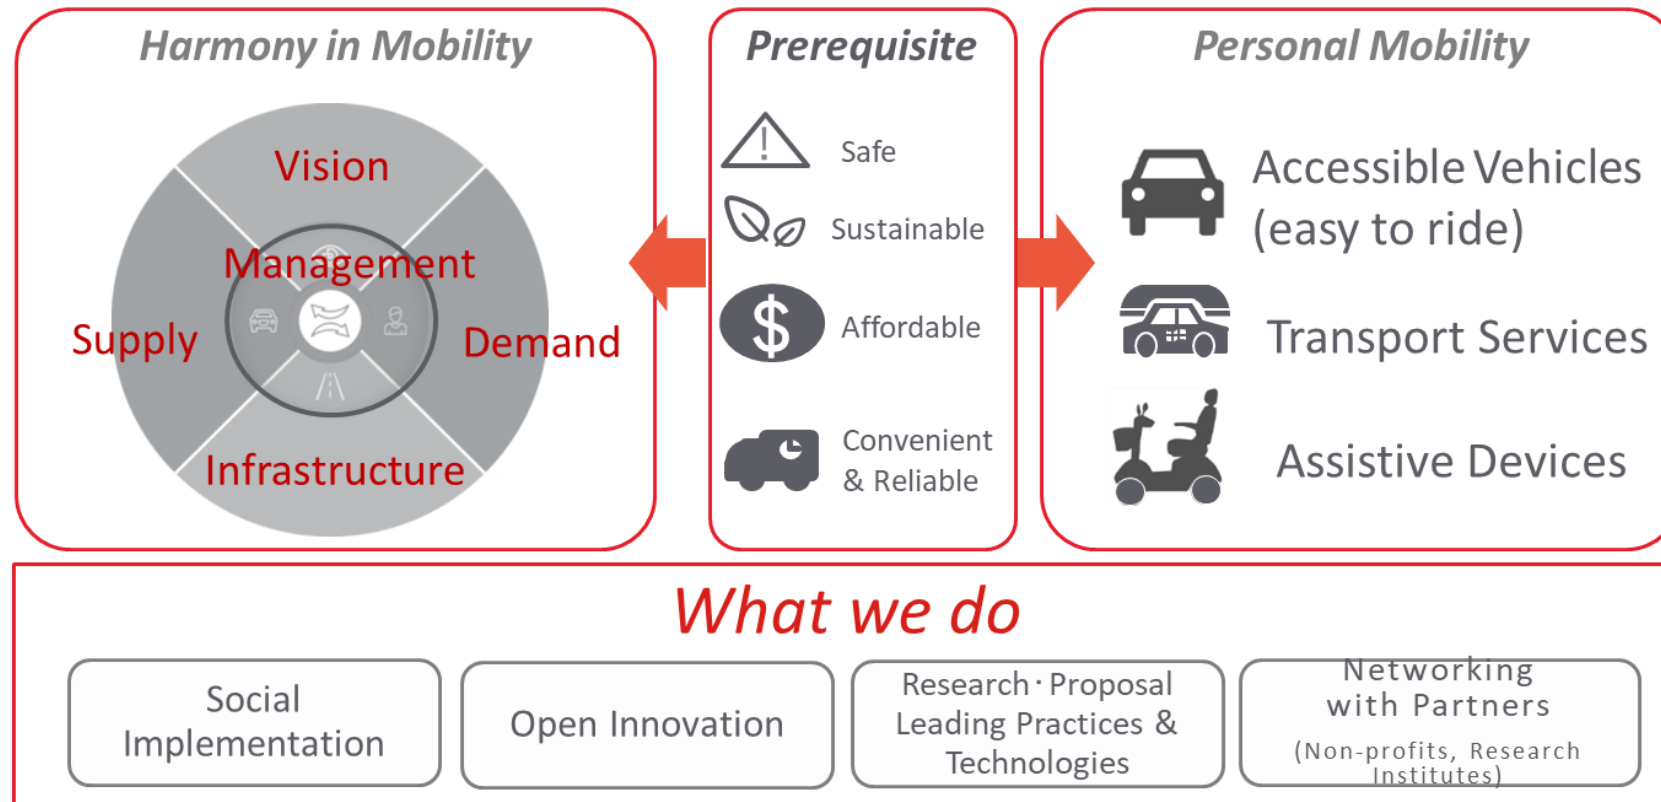 Harmony in Mobility
Vision
Management
Supply
Demand
Infrastructure
Prerequisite
Safe
Sustainable
$
Affordable
Convenient
& Reliable
Personal Mobility
Accessible Vehicles
(easy to ride)
Transport Services
Assistive Devices
What we do
Social
Implementation
Open Innovation
Research・Proposal
Leading Practices &
Technologies
Networking
with Partners
(Non-profits, Research
Institutes)